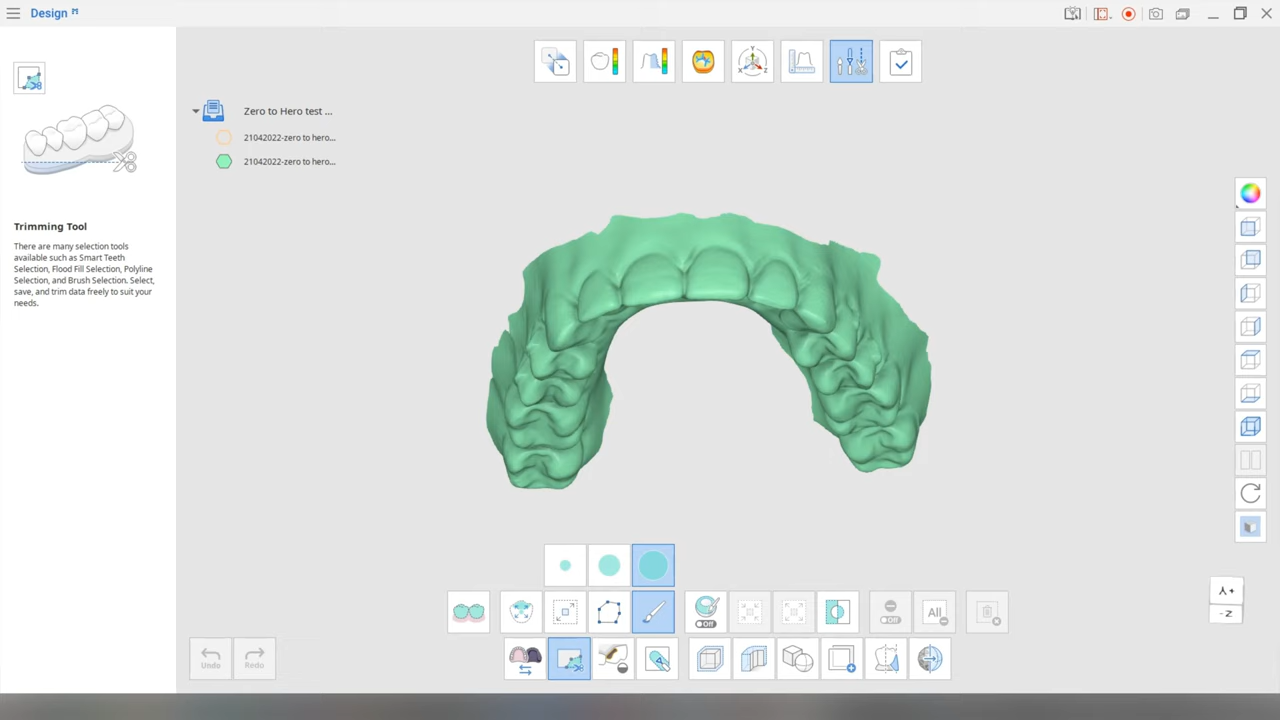 Design
Trimming Tool
There are many selection tools
available such as Smart Teeth
Selection, Flood Fill Selection, Polyline
Selection, and Brush Selection. Select,
save, and trim data freely to suit your
needs.
Zero to Hero test ...
21042022-zero to hero...
21042022-zero to hero...
Y
X
Z
Off
Off
All
Undo
Redo
Y+
-Z